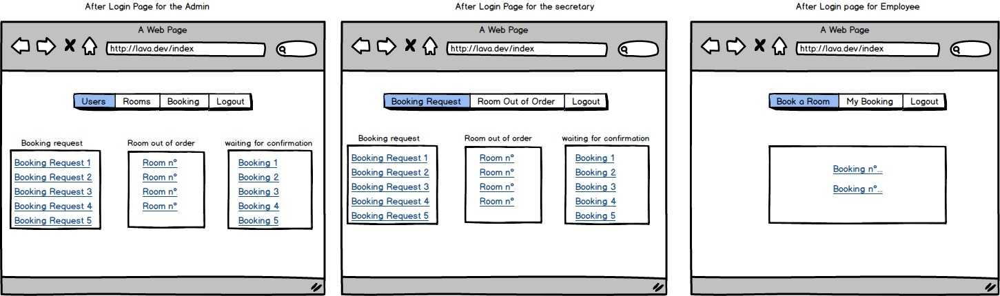 After Login Page for the Admin
A Web Page
http://lava.dev/index
Users Rooms Booking Logout
Booking request
Booking Request 1
Booking Request 2
Booking Request 3
Booking Request 4
Booking Request 5
Room out of order
Room n°
Room n°
Room n°
Room n°
waiting for confirmation
Booking 1
Booking 2
Booking 3
Booking 4
Booking 5
After Login Page for the secretary
A Web Page
http://lava.dev/index
Booking Request Room Out of Order Logout
Booking request
Booking Request 1
Booking Request 2
Booking Request 3
Booking Request 4
Booking Request 5
Room out of order
Room n°
Room n°
Room n°
Room n°
waiting for confirmation
Booking 1
Booking 2
Booking 3
Booking 4
Booking 5
After Login page for Employee
A Web Page
http://lava.dev/index
Book a Room My Booking Logout
Booking n°...
Booking n°...